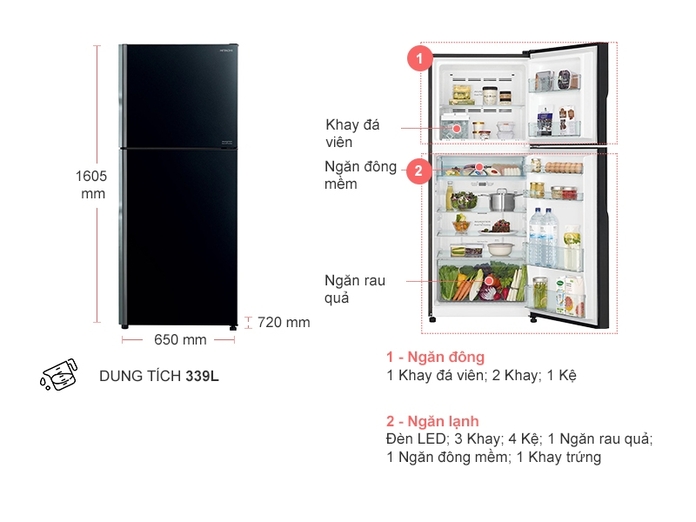 HITACHI
1605
mm
650 mm
720 mm
DUNG TÍCH 339L
1
2
Khay đá
viên
Ngăn đông
mềm
Ngăn rau
quả
1 - Ngăn đông
1 Khay đá viên; 2 Khay; 1 Kệ
2 - Ngăn lạnh
Đèn LED; 3 Khay; 4 Kệ; 1 Ngăn rau quả;
1 Ngăn đông mềm; 1 Khay trứng